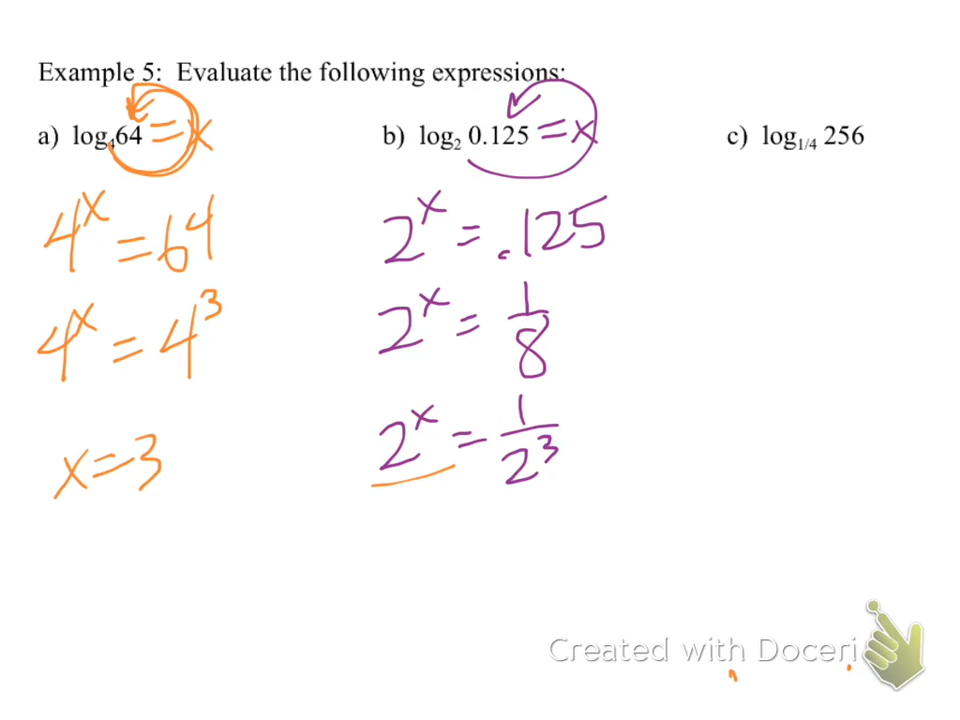 Example 5: Evaluate the following expressions:
a) log₄64 = x
b) log₂ 0.125 = x
c) log₁/₄ 256
4ˣ = 64
4ˣ = 4³
x = 3
2ˣ = .125
2ˣ = 1/8
2ˣ = 1/2³
Created with Doceri